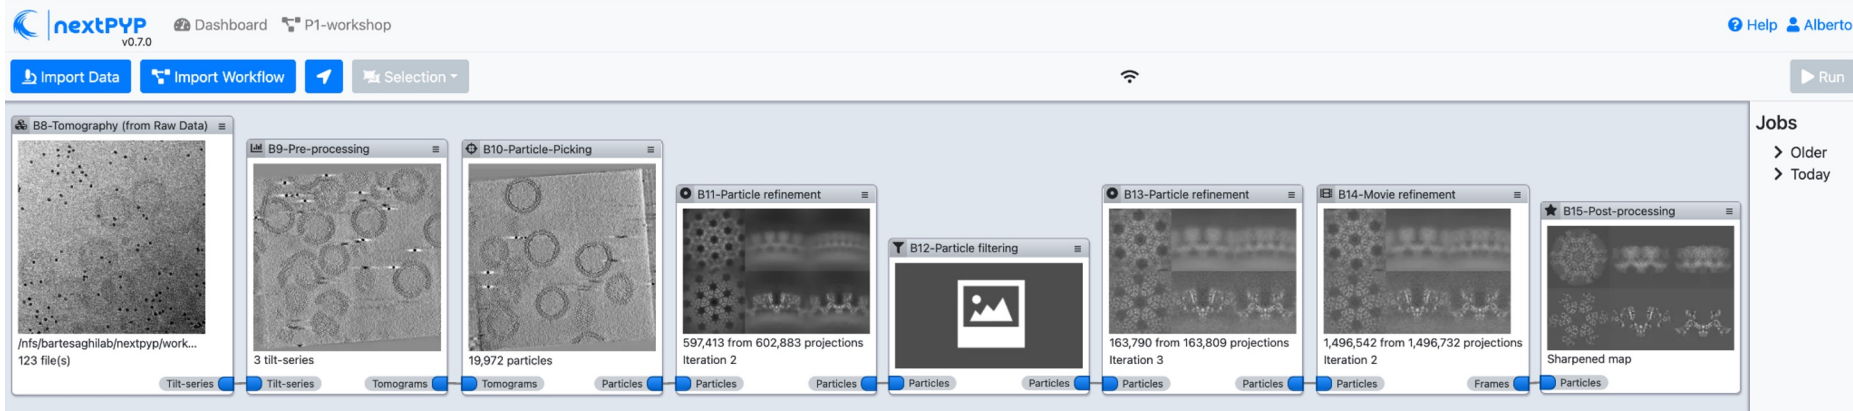 nextPYP
v0.7.0
Dashboard
P1-workshop
Help
Alberto
Import Data
Import Workflow
Selection
Run
B8-Tomography (from Raw Data)
/nfs/bartesaghilab/nextpyp/work...
123 file(s)
Tilt-series
B9-Pre-processing
3 tilt-series
Tilt-series
Tomograms
B10-Particle-Picking
19,972 particles
Tomograms
Particles
B11-Particle refinement
597,413 from 602,883 projections
Iteration 2
Particles
Particles
B12-Particle filtering
Particles
Particles
B13-Particle refinement
163,790 from 163,809 projections
Iteration 3
Particles
Particles
B14-Movie refinement
1,496,542 from 1,496,732 projections
Iteration 2
Particles
Frames
B15-Post-processing
Sharpened map
Particles
Jobs
Older
Today